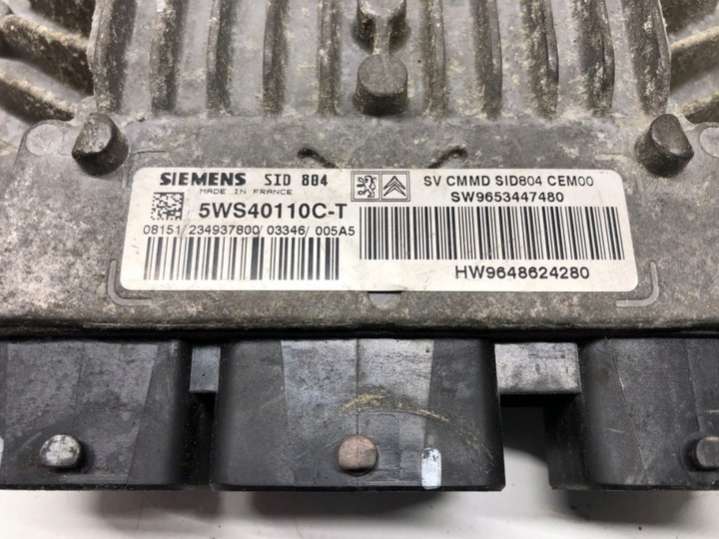 SIEMENS SID 804
MADE IN FRANCE
5WS40110C-T
08151/234937800/03346/005A5
SV CMMD SID804 CEM00
SW9653447480
HW9648624280